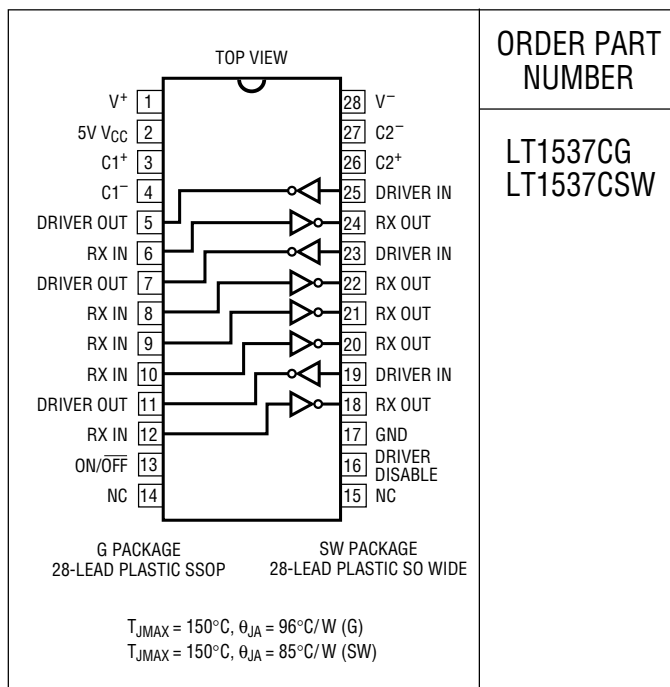 TOP VIEW
V⁺ 1
5V VCC 2
C1⁺ 3
C1⁻ 4
DRIVER OUT 5
RX IN 6
DRIVER OUT 7
RX IN 8
RX IN 9
RX IN 10
DRIVER OUT 11
RX IN 12
ON/O̅F̅F̅ 13
NC 14
28 V⁻
27 C2⁻
26 C2⁺
25 DRIVER IN
24 RX OUT
23 DRIVER IN
22 RX OUT
21 RX OUT
20 RX OUT
19 DRIVER IN
18 RX OUT
17 GND
16 DRIVER
DISABLE
15 NC
G PACKAGE
28-LEAD PLASTIC SSOP
SW PACKAGE
28-LEAD PLASTIC SO WIDE
TJMAX = 150°C, θJA = 96°C/W (G)
TJMAX = 150°C, θJA = 85°C/W (SW)
ORDER PART
NUMBER
LT1537CG
LT1537CSW